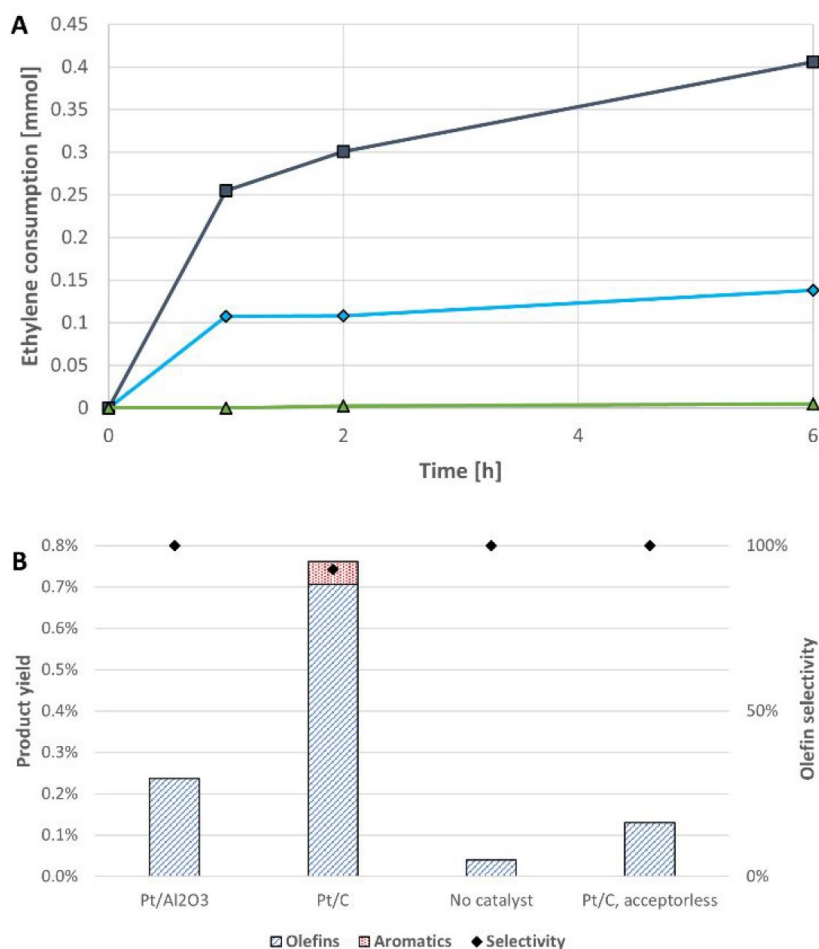 A
Ethylene consumption [mmol]
0.45
0.4
0.35
0.3
0.25
0.2
0.15
0.1
0.05
0
0 2 4 6
Time [h]
B
Product yield
0.8%
0.7%
0.6%
0.5%
0.4%
0.3%
0.2%
0.1%
0.0%
100%
50%
0%
Olefin selectivity
Pt/Al2O3 Pt/C No catalyst Pt/C, acceptorless
Olefins Aromatics Selectivity